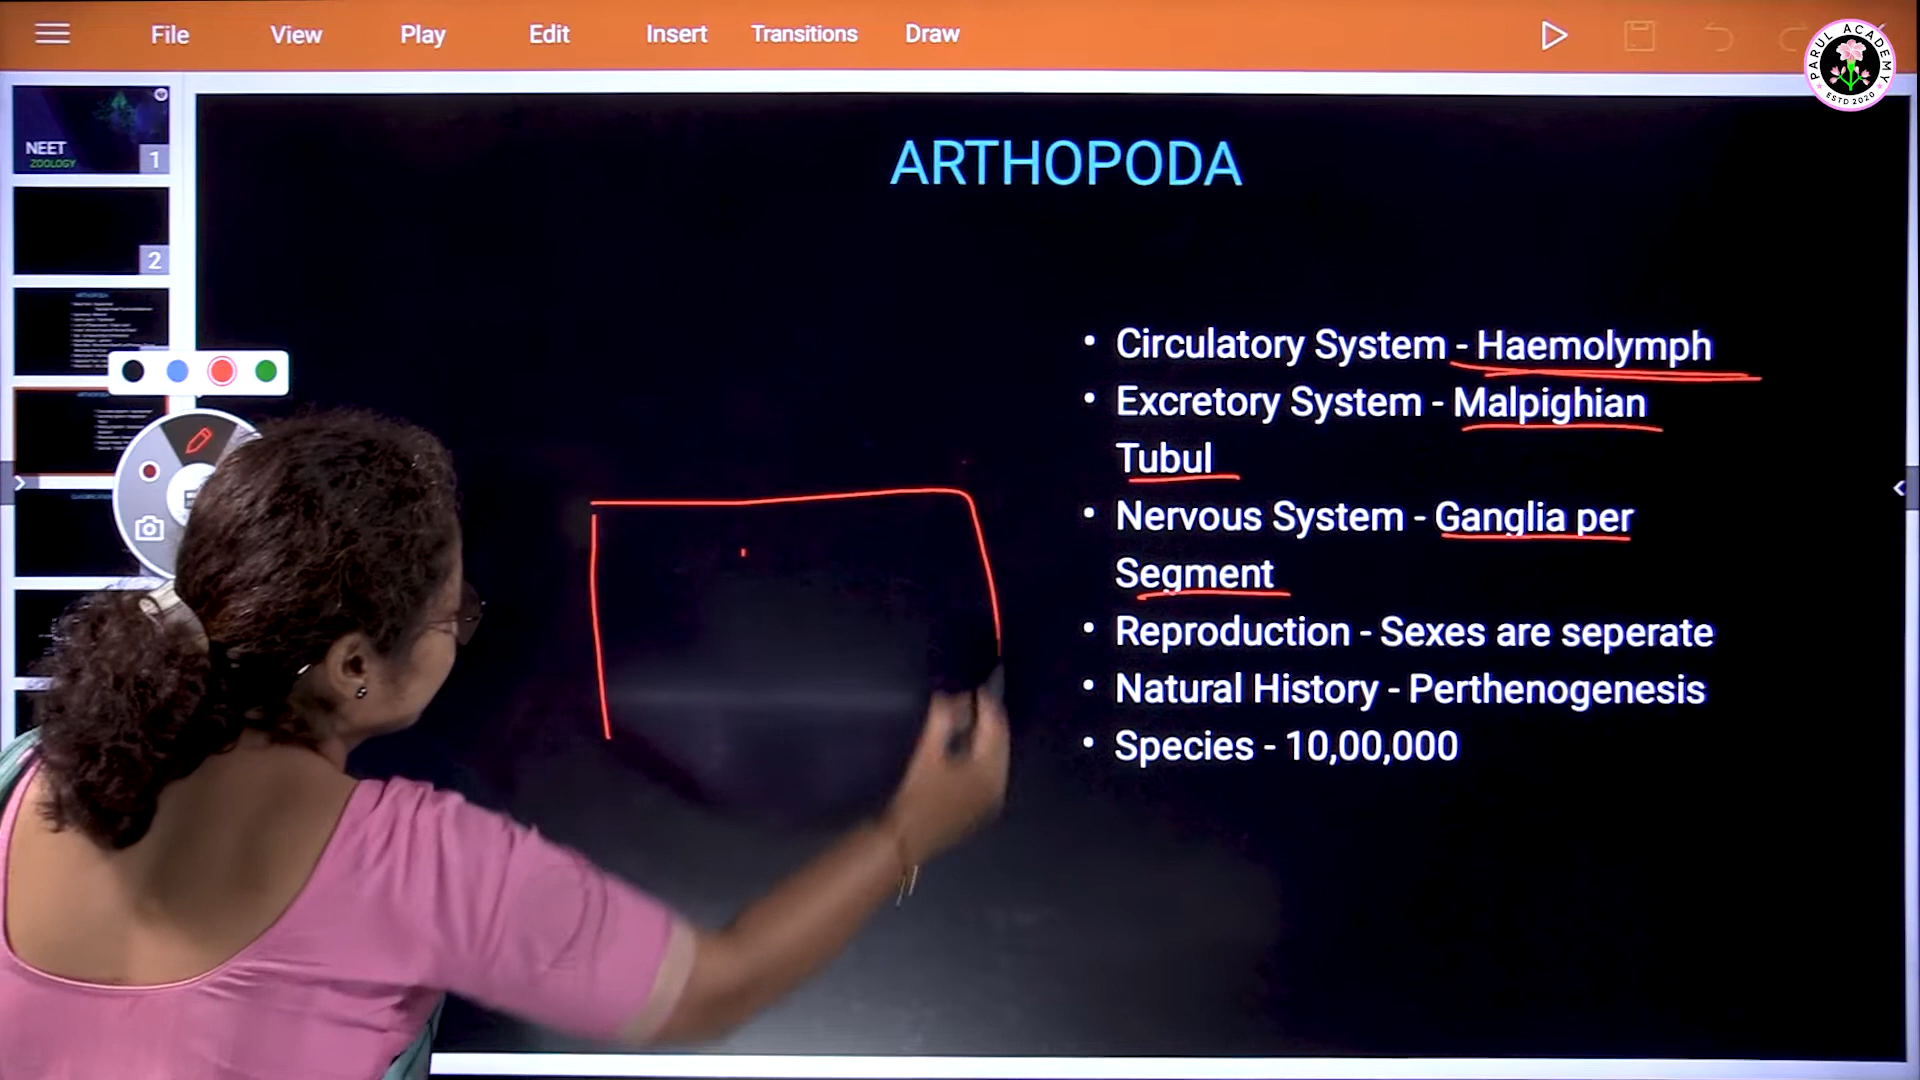 File View Play Edit Insert Transitions Draw
PARUL ACADEMY
ESTD 2020
NEET
ZOOLOGY
1
2
ARTHOPODA
• Circulatory System - Haemolymph
• Excretory System - Malpighian
Tubul
• Nervous System - Ganglia per
Segment
• Reproduction - Sexes are seperate
• Natural History - Perthenogenesis
• Species - 10,00,000